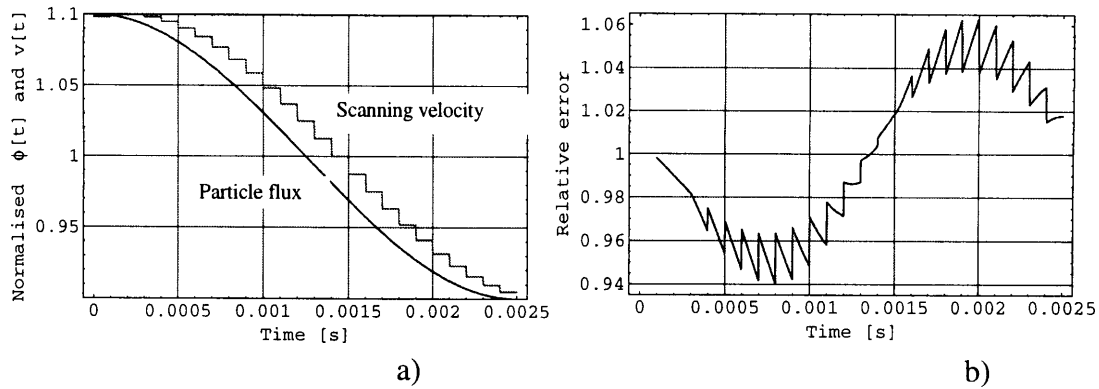 Normalised ϕ[t] and v[t]
1.1
1.05
1
0.95
Scanning velocity
Particle flux
0 0.0005 0.001 0.0015 0.002 0.0025
Time [s]
a)
Relative error
1.06
1.04
1.02
1
0.98
0.96
0.94
0 0.0005 0.001 0.0015 0.002 0.0025
Time [s]
b)